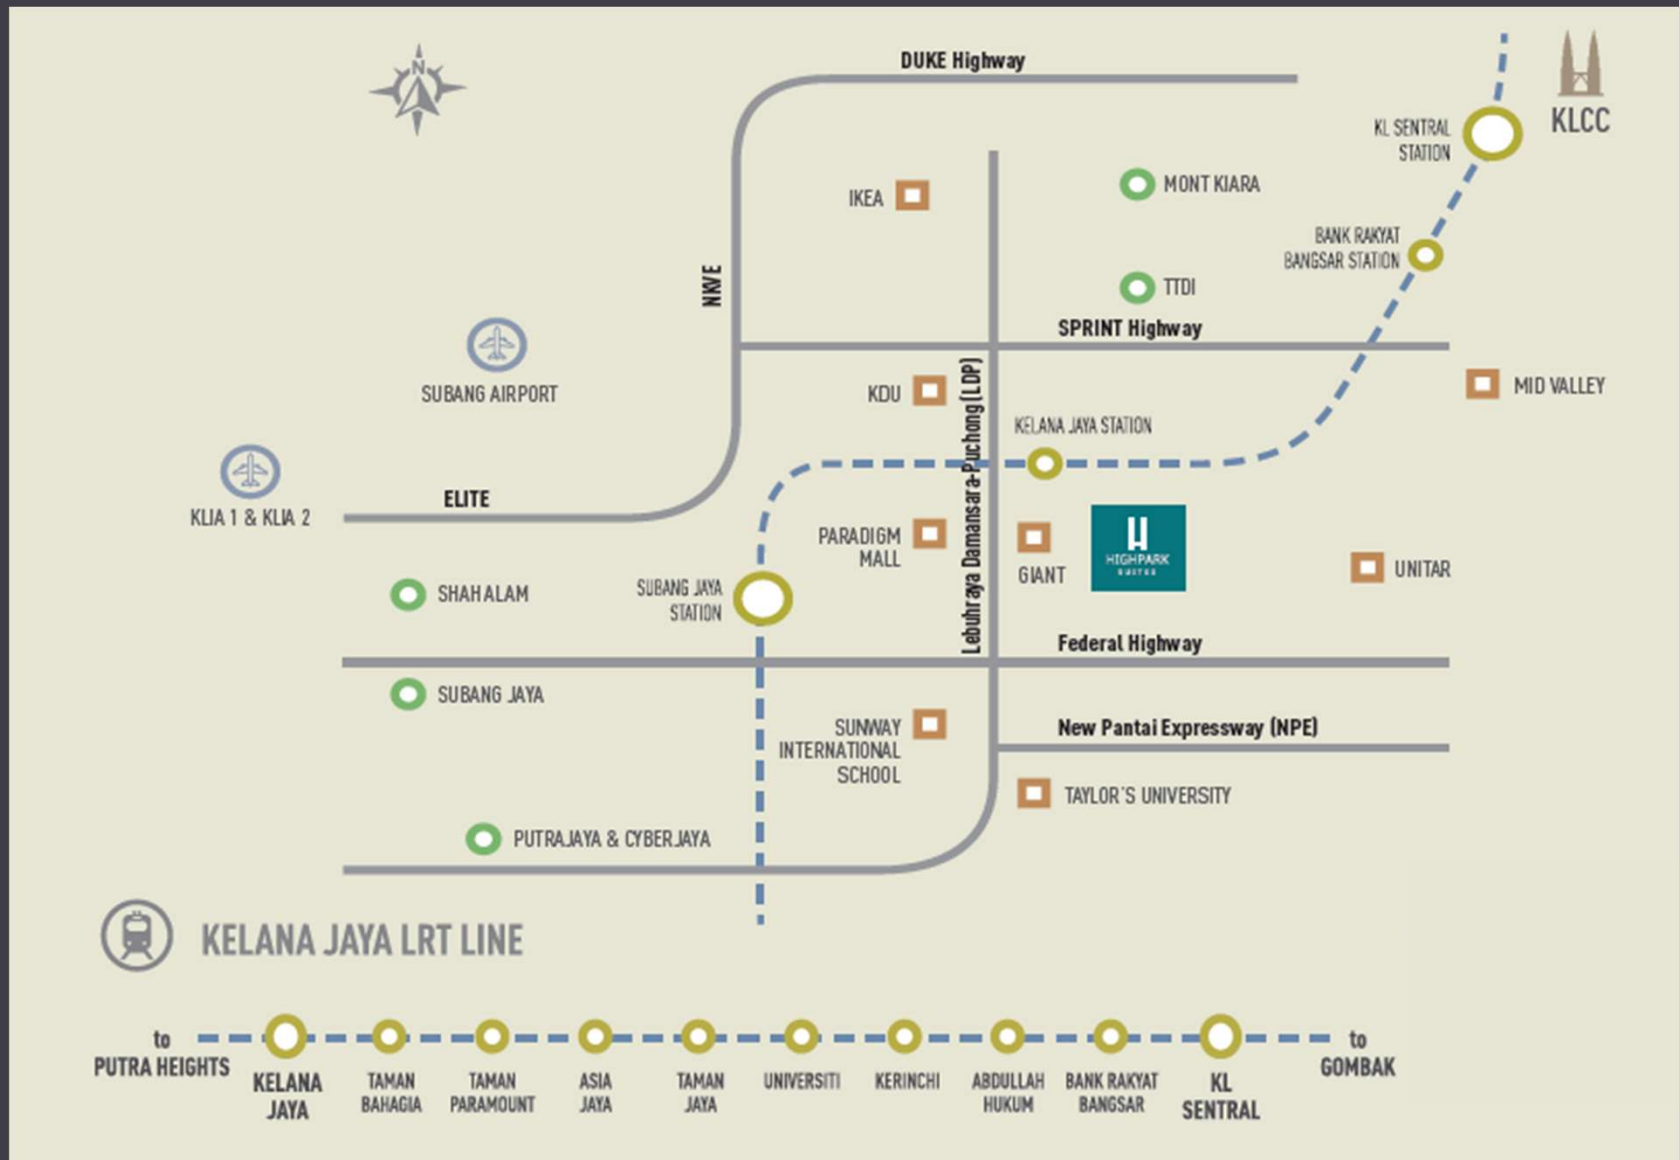 N
DUKE Highway
KLCC
KL SENTRAL
STATION
IKEA
MONT KIARA
BANK RAKYAT
BANGSAR STATION
NKVE
TTDI
SPRINT Highway
SUBANG AIRPORT
KDU
Lebuhraya Damansara-Puchong(LDP)
MID VALLEY
KELANA JAYA STATION
ELITE
KLIA 1 & KLIA 2
PARADIGM
MALL
GIANT
HIGHPARK
SUITES
UNITAR
SHAH ALAM
SUBANG JAYA
STATION
Federal Highway
SUBANG JAYA
SUNWAY
INTERNATIONAL
SCHOOL
New Pantai Expressway (NPE)
TAYLOR'S UNIVERSITY
PUTRAJAYA & CYBERJAYA
KELANA JAYA LRT LINE
to
PUTRA HEIGHTS
KELANA
JAYA
TAMAN
BAHAGIA
TAMAN
PARAMOUNT
ASIA
JAYA
TAMAN
JAYA
UNIVERSITI
KERINCHI
ABDULLAH
HUKUM
BANK RAKYAT
BANGSAR
KL
SENTRAL
to
GOMBAK